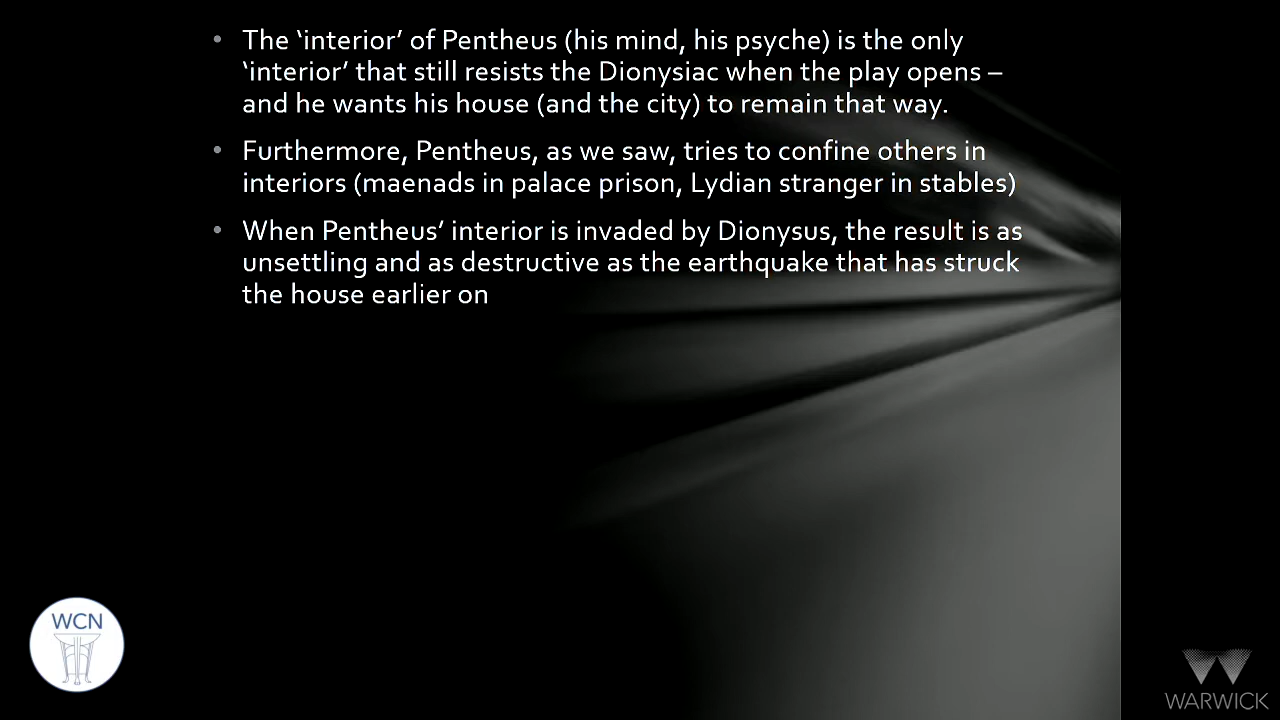 • The ‘interior’ of Pentheus (his mind, his psyche) is the only
‘interior’ that still resists the Dionysiac when the play opens –
and he wants his house (and the city) to remain that way.
• Furthermore, Pentheus, as we saw, tries to confine others in
interiors (maenads in palace prison, Lydian stranger in stables)
• When Pentheus’ interior is invaded by Dionysus, the result is as
unsettling and as destructive as the earthquake that has struck
the house earlier on
WCN
WARWICK